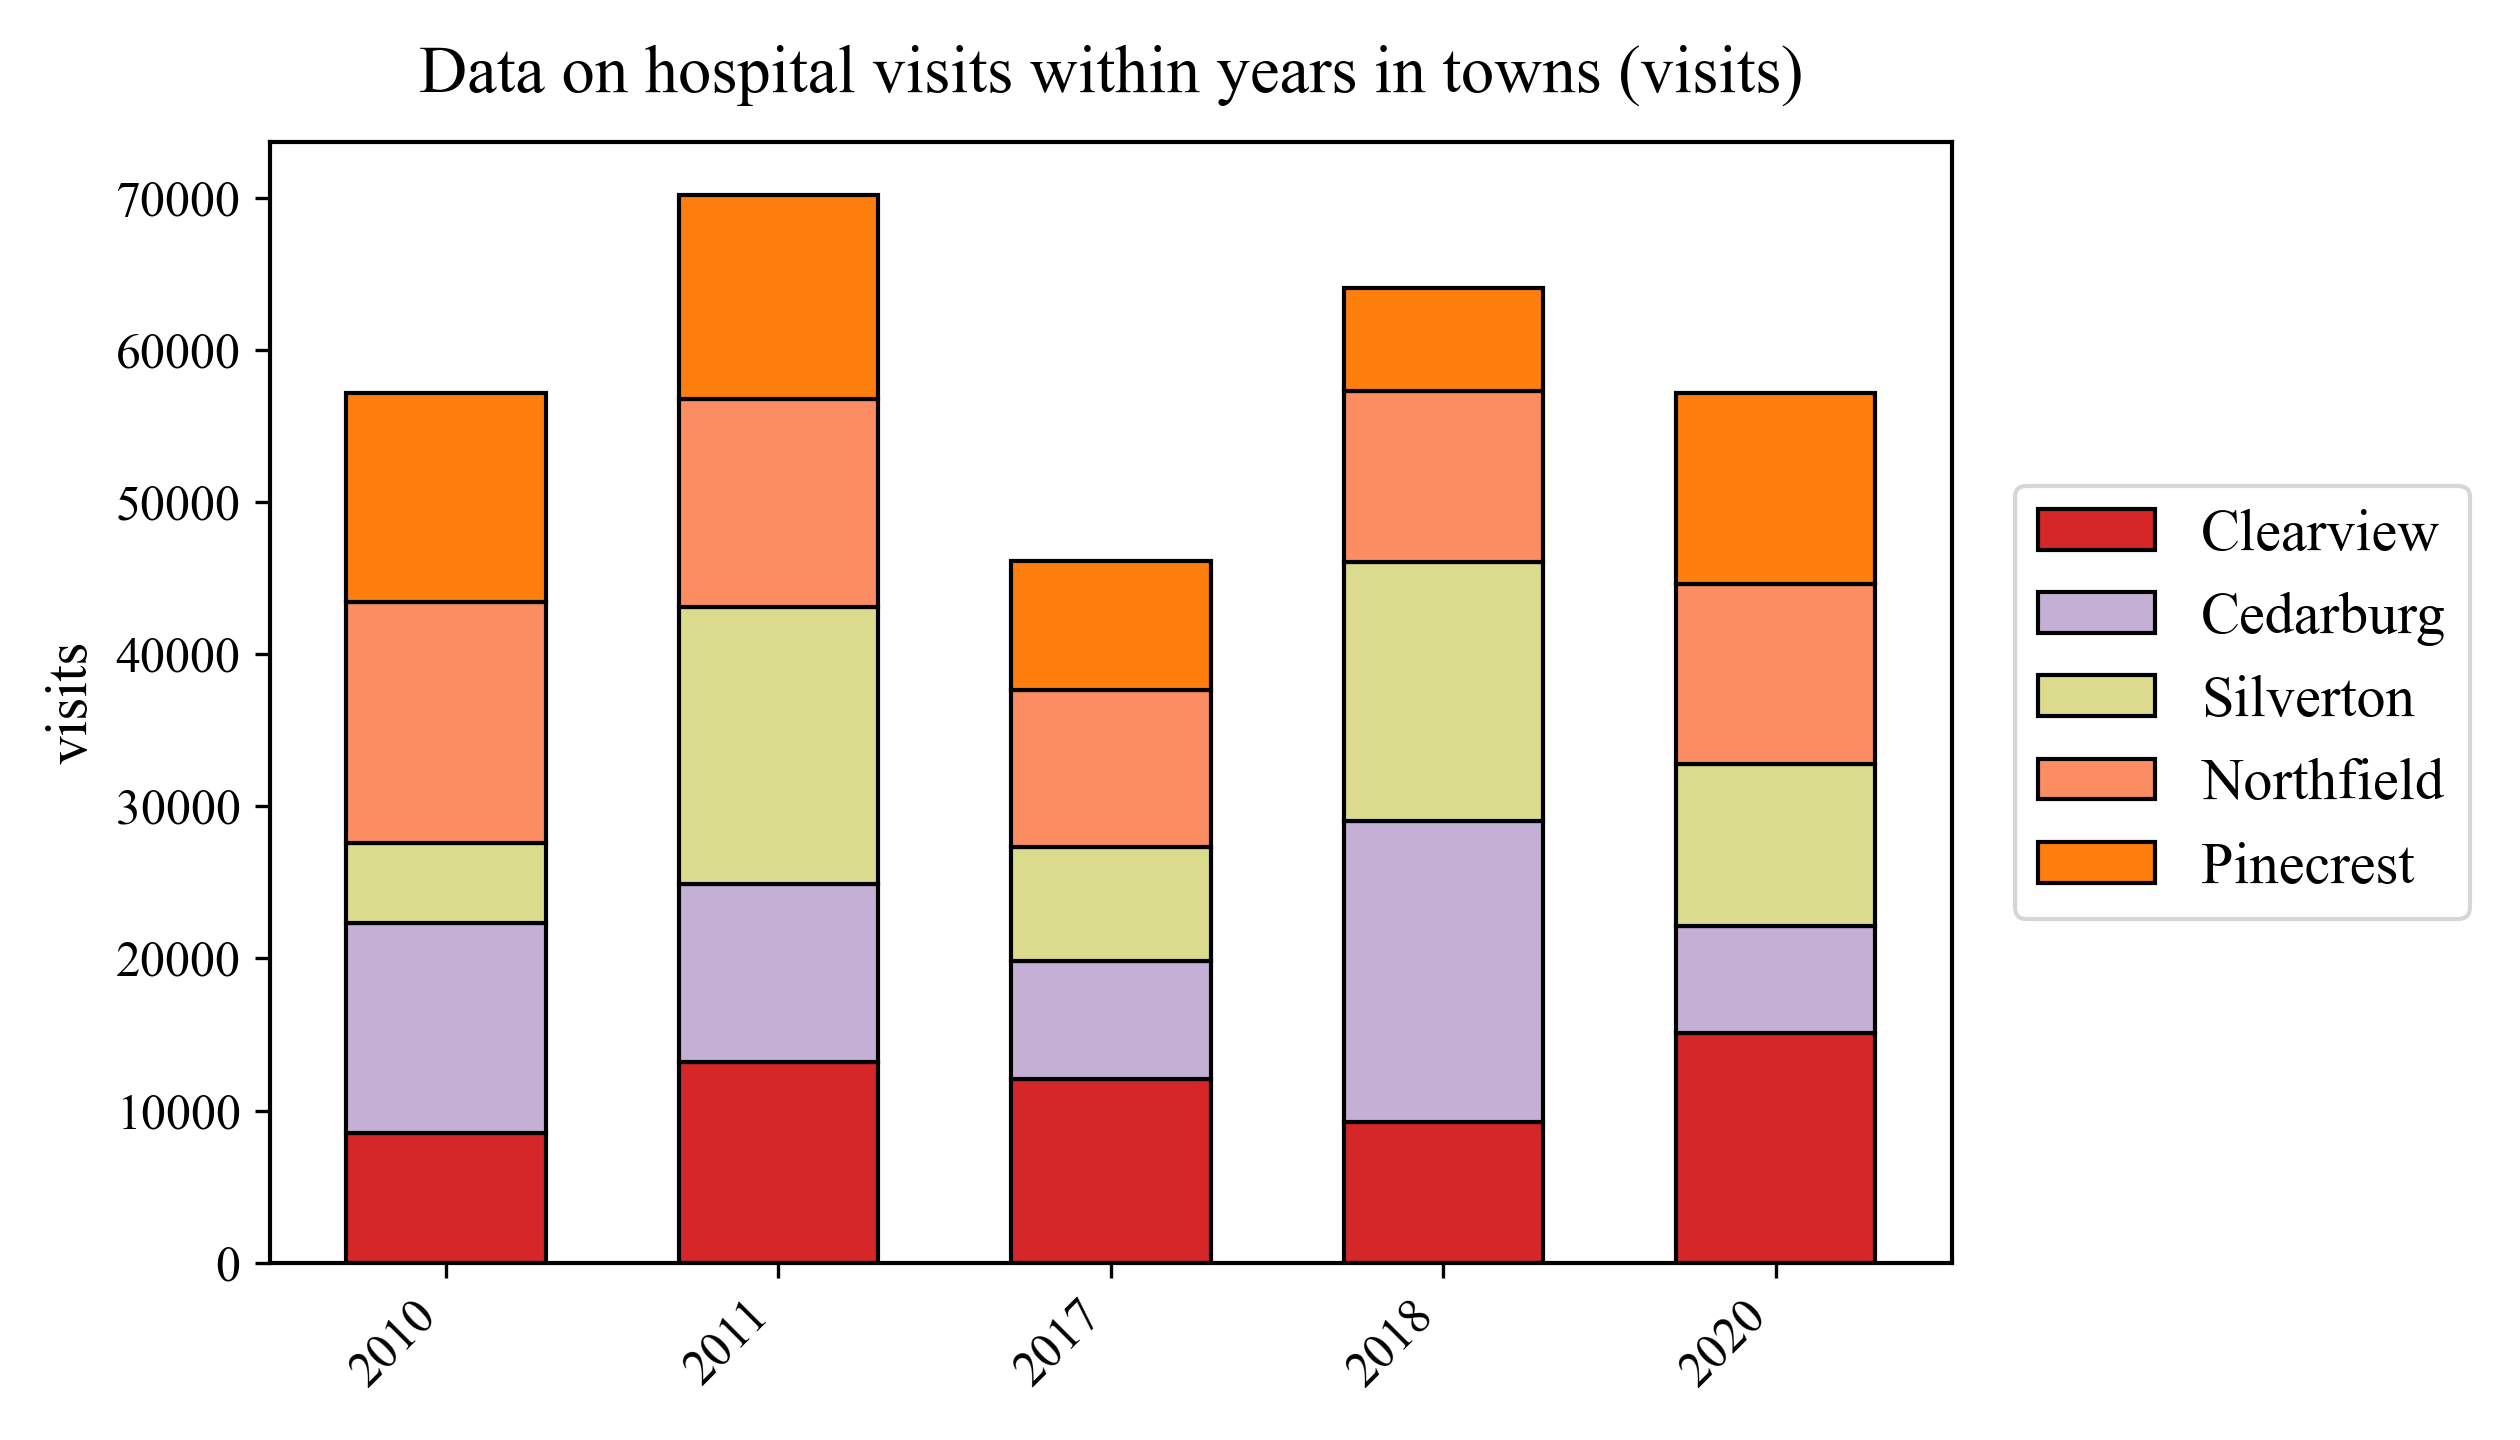 Data on hospital visits within years in towns (visits)
visits
70000
60000
50000
40000
30000
20000
10000
0
2010
2011
2017
2018
2020
Clearview
Cedarburg
Silverton
Northfield
Pinecrest